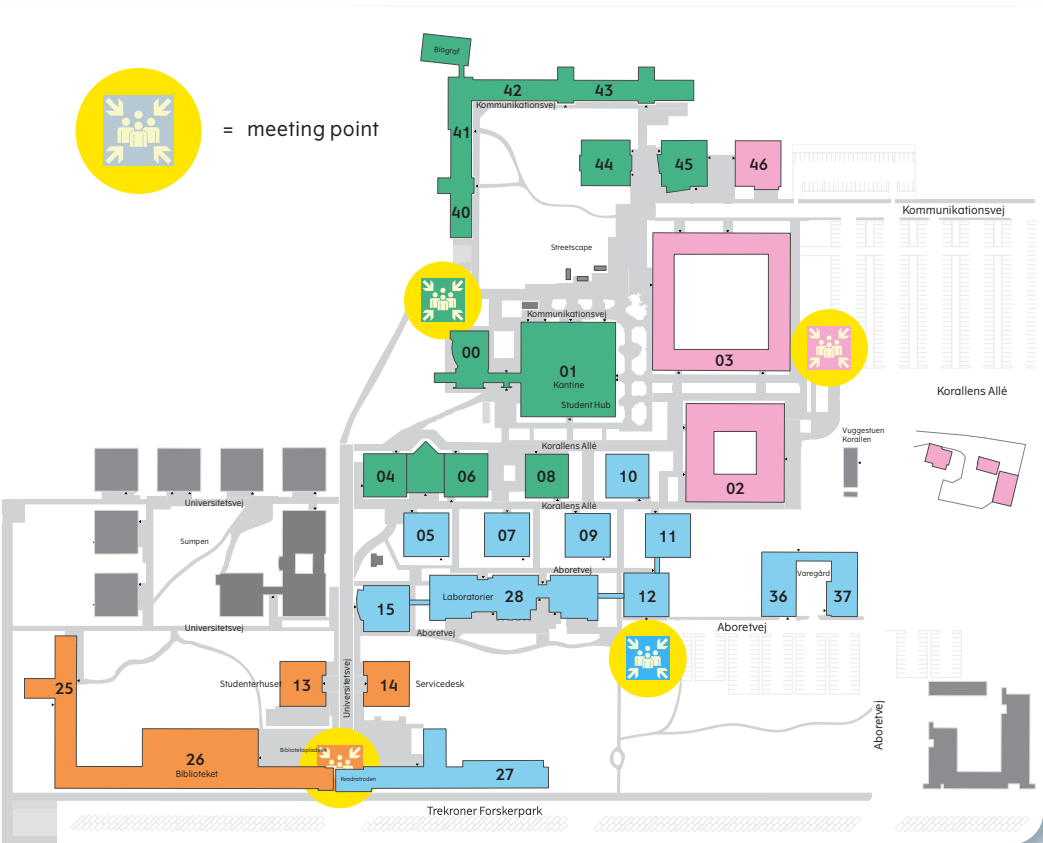 Biograf
42
43
Kommunikationsvej
= meeting point
41
44
45
46
40
Kommunikationsvej
Streetscape
Kommunikationsvej
00
01
Kantine
Student Hub
03
Korallens Allé
Vuggestuen
Korallen
Korallens Allé
04
06
08
10
02
Universitetsvej
Korallens Allé
Sumpen
05
07
09
11
Aboretvej
Varegård
15
Laboratorier
28
12
36
37
Universitetsvej
Aboretvej
Aboretvej
25
Studenterhuset
13
Universitetsvej
14
Servicedesk
Aboretvej
26
Biblioteket
Bibliotekspladsen
Kvadratroden
27
Trekroner Forskerpark